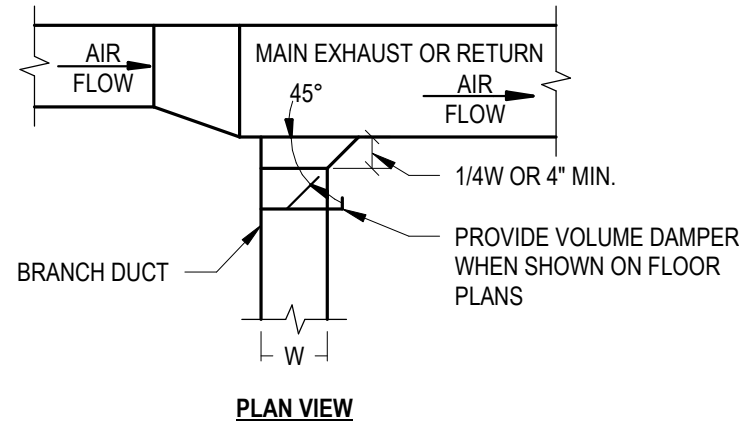 AIR
FLOW
MAIN EXHAUST OR RETURN
AIR
FLOW
45°
1/4W OR 4" MIN.
PROVIDE VOLUME DAMPER
WHEN SHOWN ON FLOOR
PLANS
BRANCH DUCT
W
PLAN VIEW